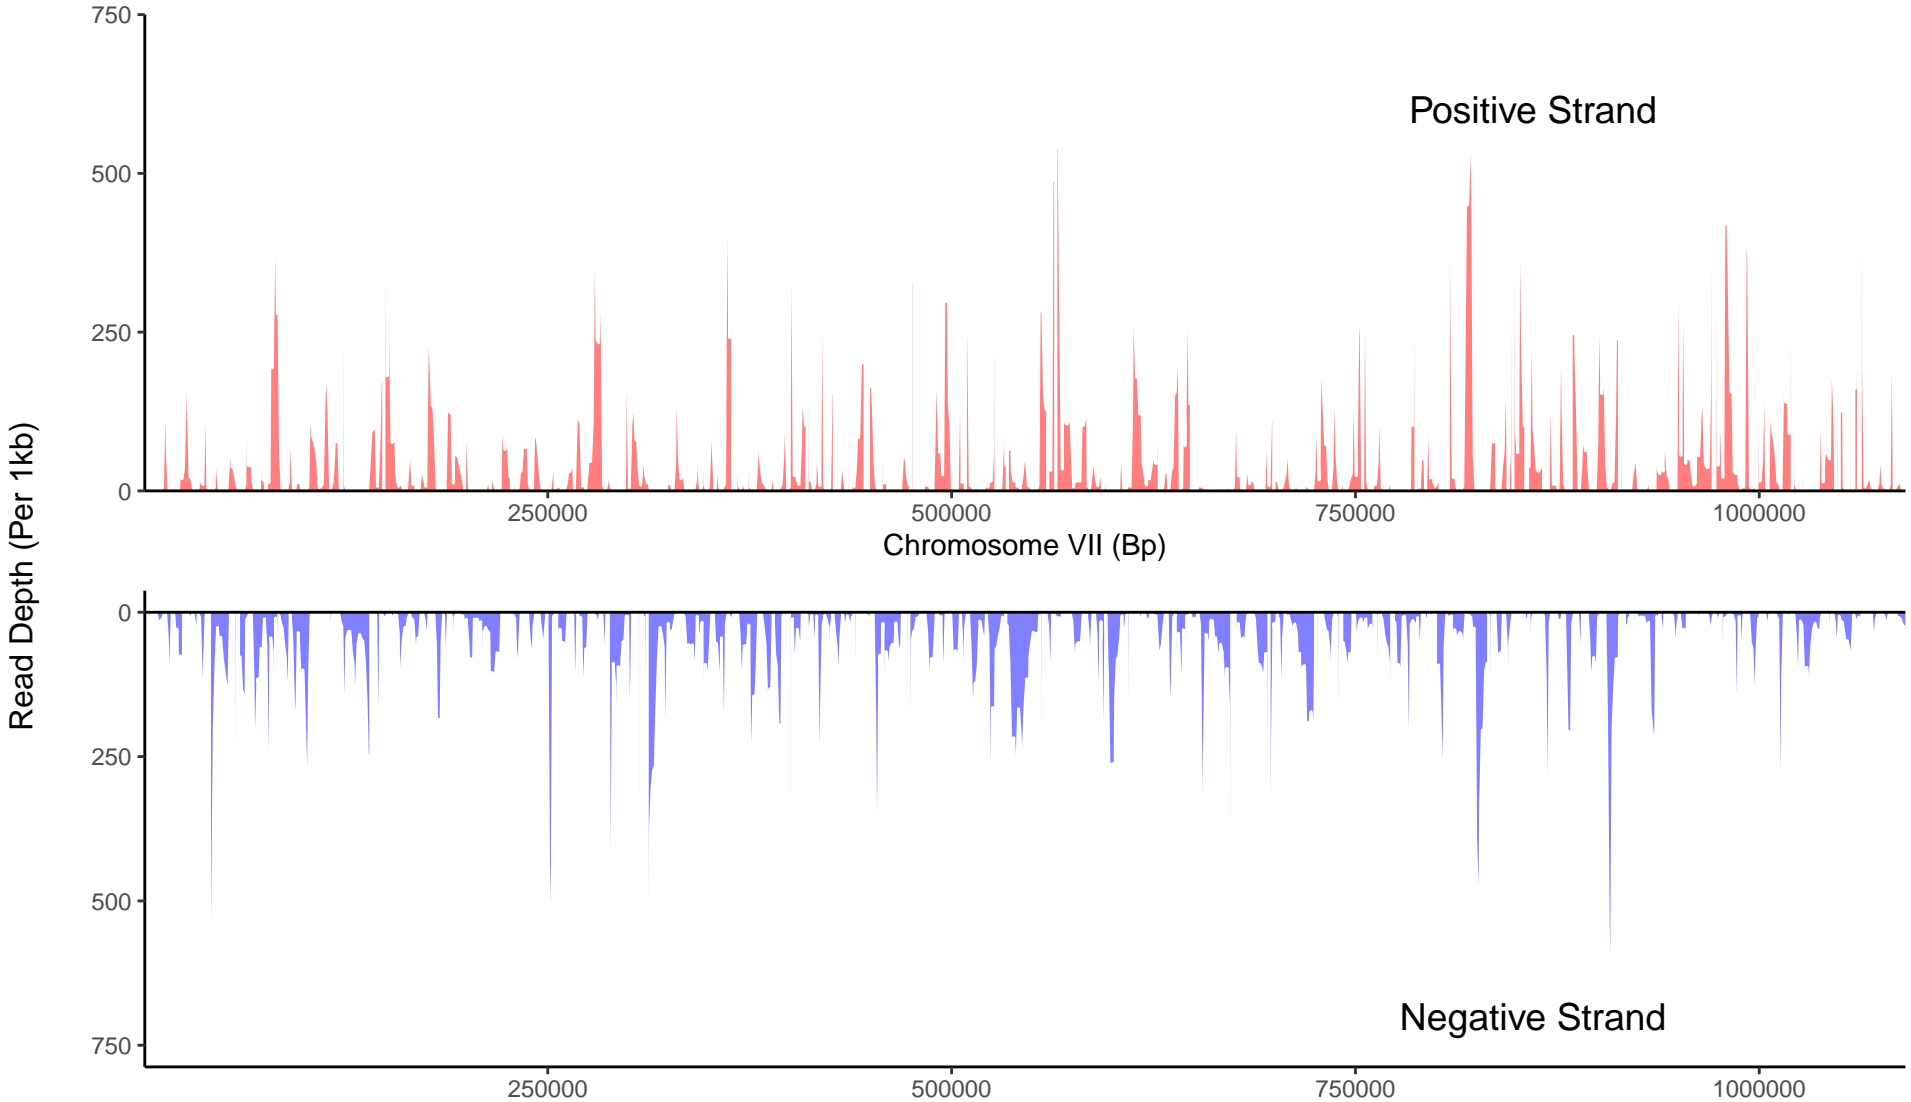 750
Positive Strand
500
250
0
250000 500000 750000 1000000
Chromosome VII (Bp)
Read Depth (Per 1kb)
0
250
500
Negative Strand
750
250000 500000 750000 1000000